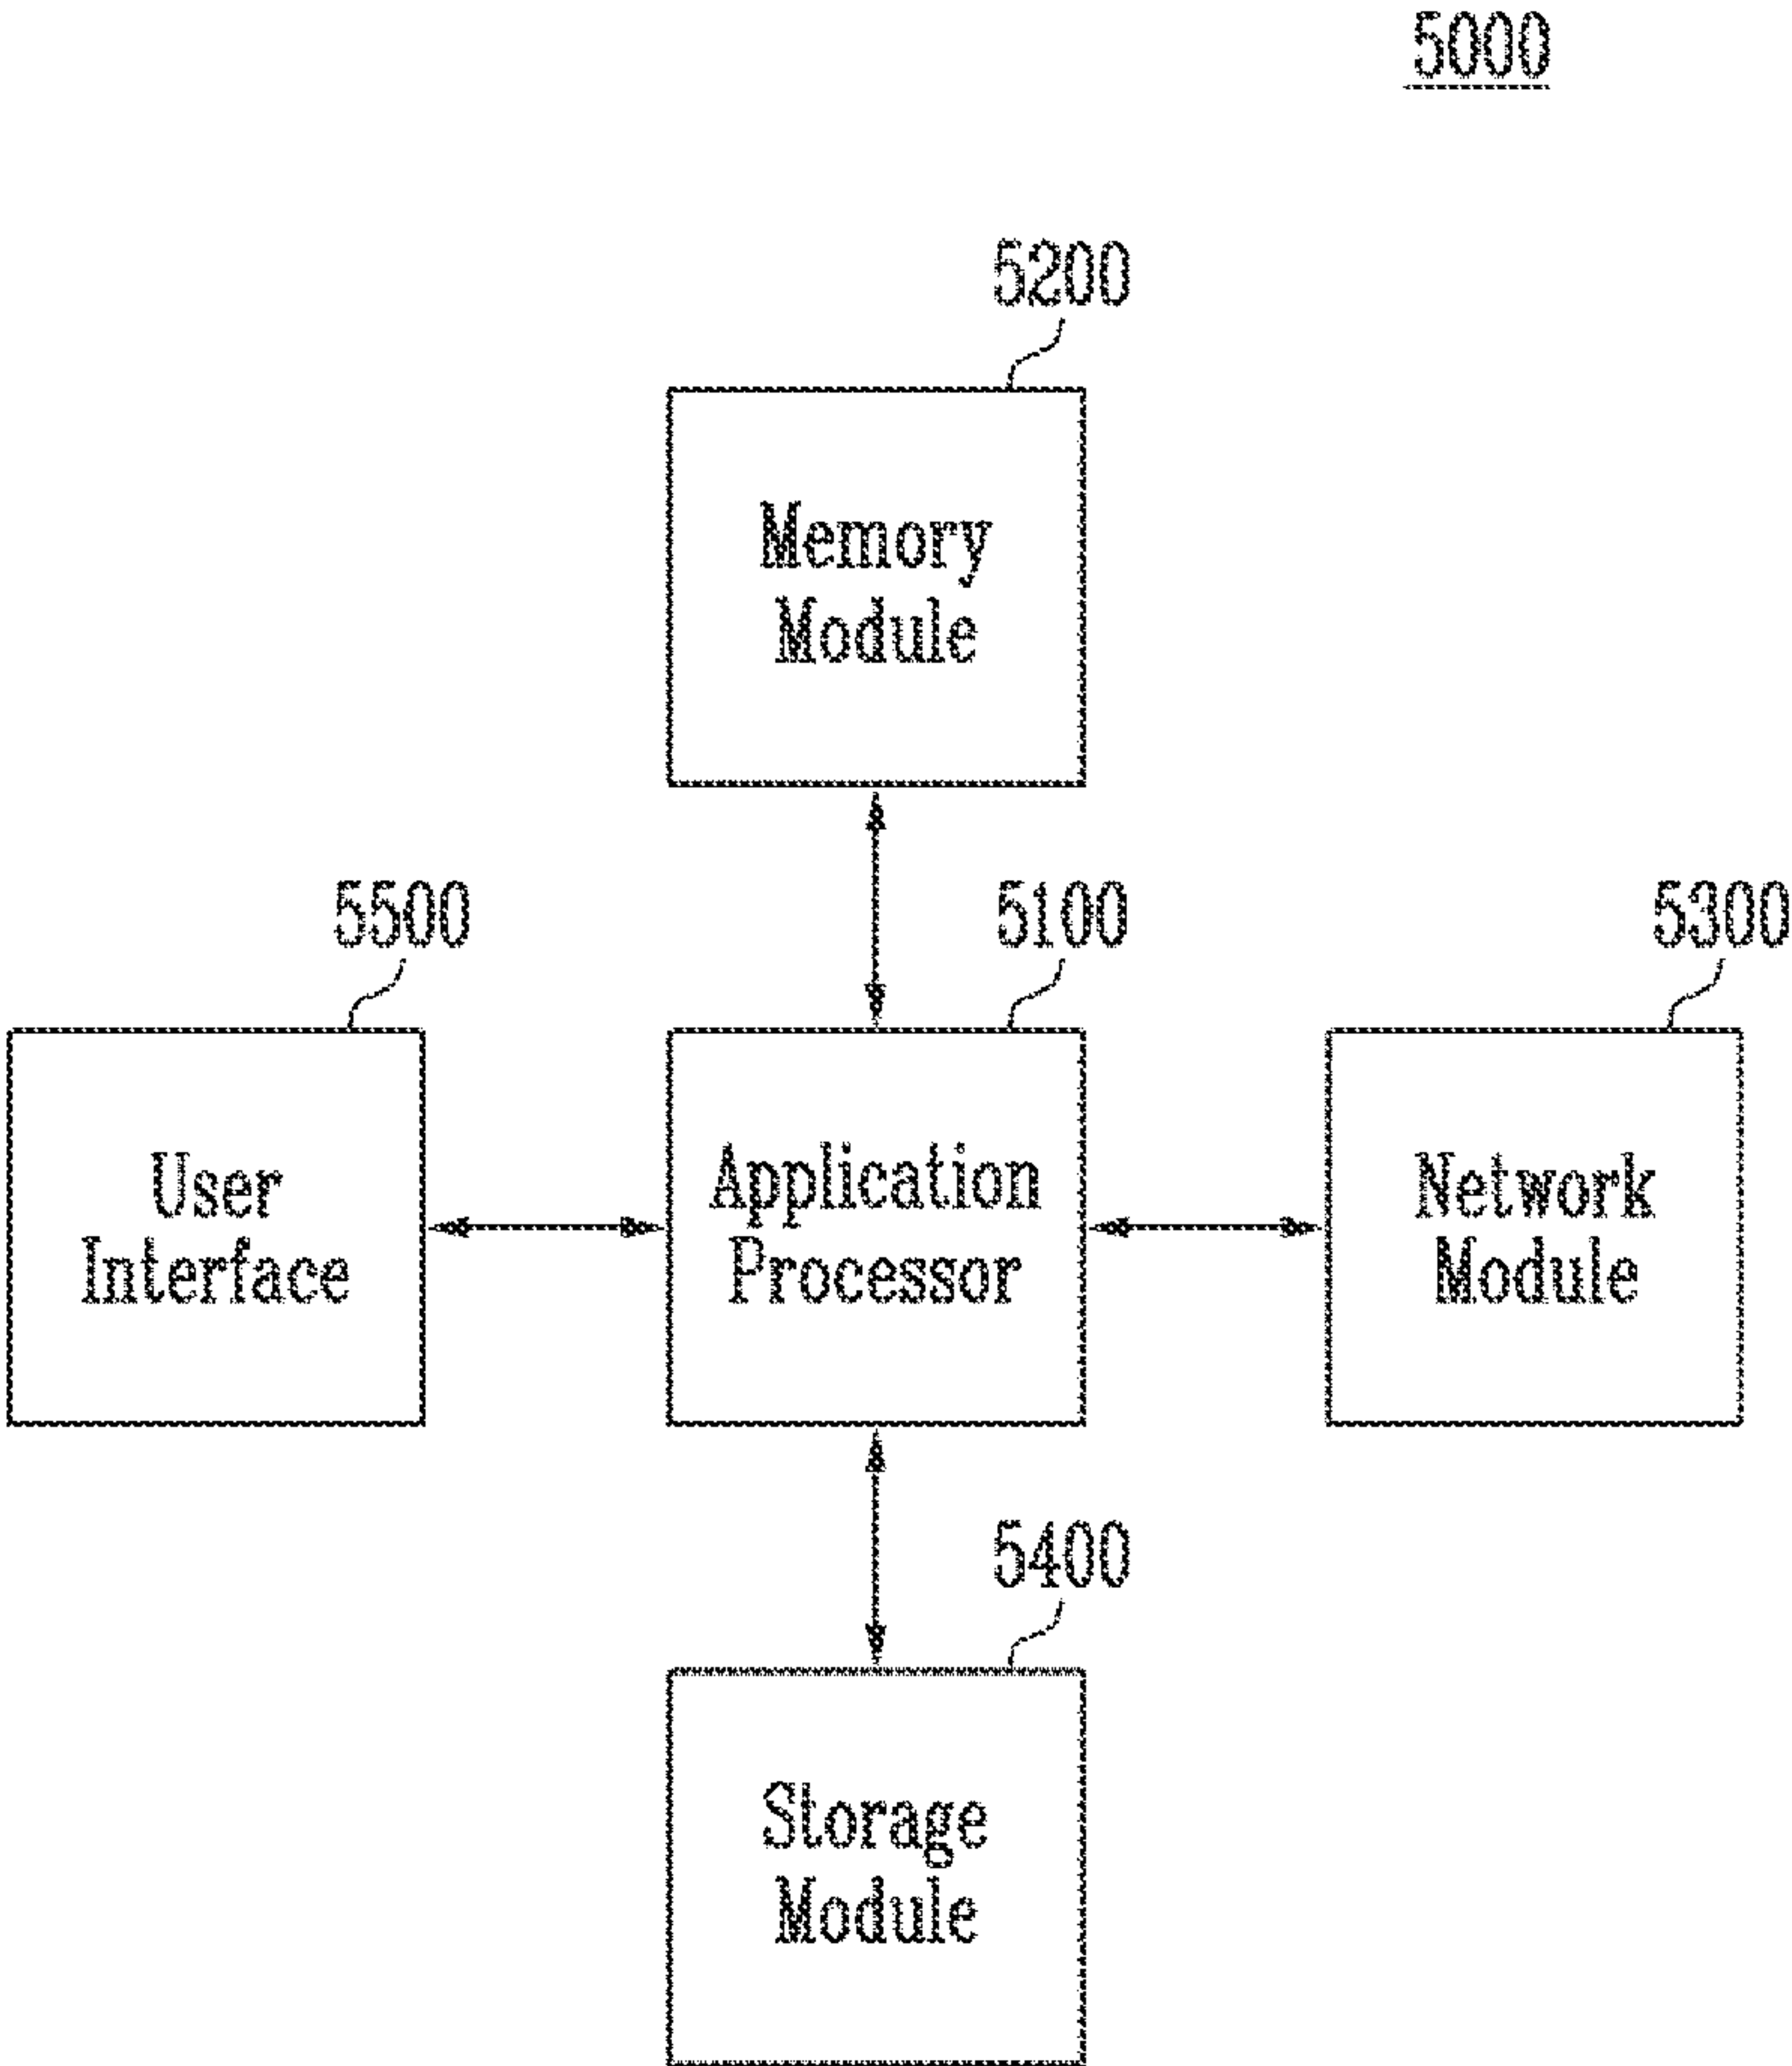 5000
5200
Memory
Module
5500
5100
5300
User
Interface
Application
Processor
Network
Module
5400
Storage
Module